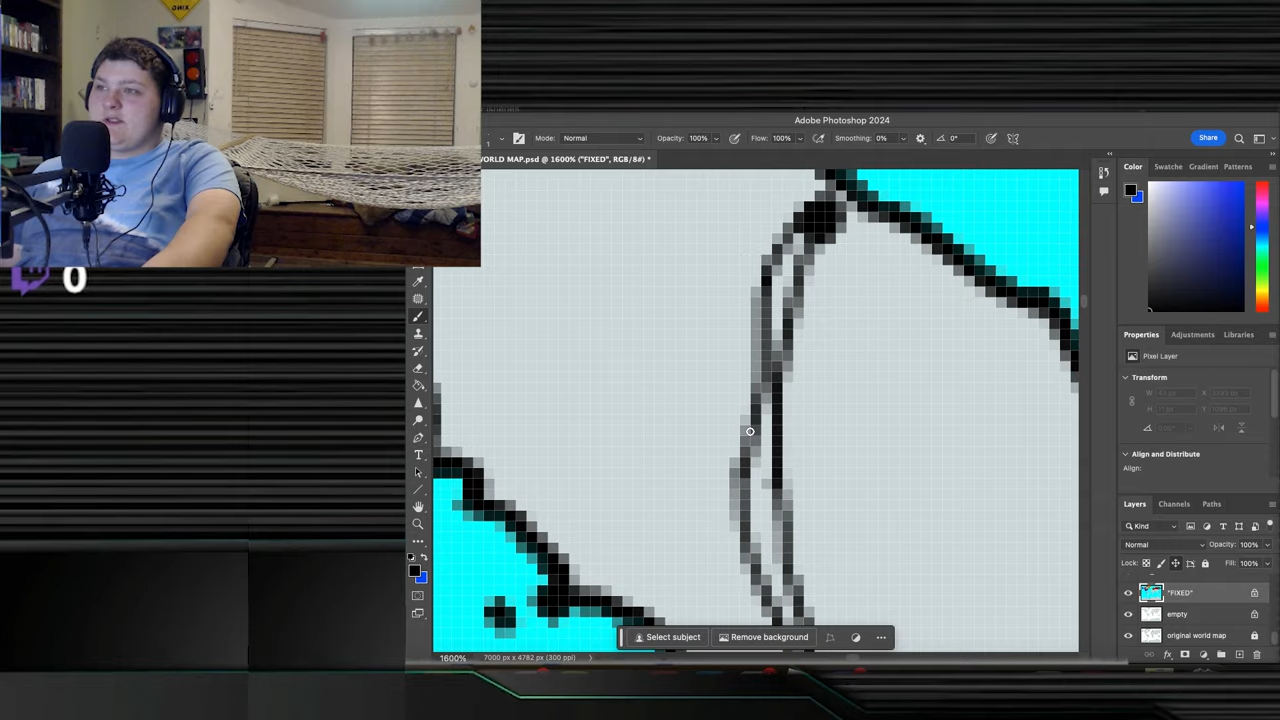 XING
Adobe Photoshop 2024
Mode: Normal
Opacity: 100%
Flow: 100%
Smoothing: 0%
0°
Share
WORLD MAP.psd @ 1600% ("FIXED", RGB/8#) *
Color
Swatche
Gradient
Patterns
Properties
Adjustments
Libraries
Pixel Layer
Transform
W
X
H
Y
Align and Distribute
Align:
Layers
Channels
Paths
Kind
Normal
Opacity: 100%
Lock:
Fill: 100%
"FIXED"
empty
original world map
fx
Select subject
Remove background
1600%
7000 px x 4782 px (300 ppi)
0